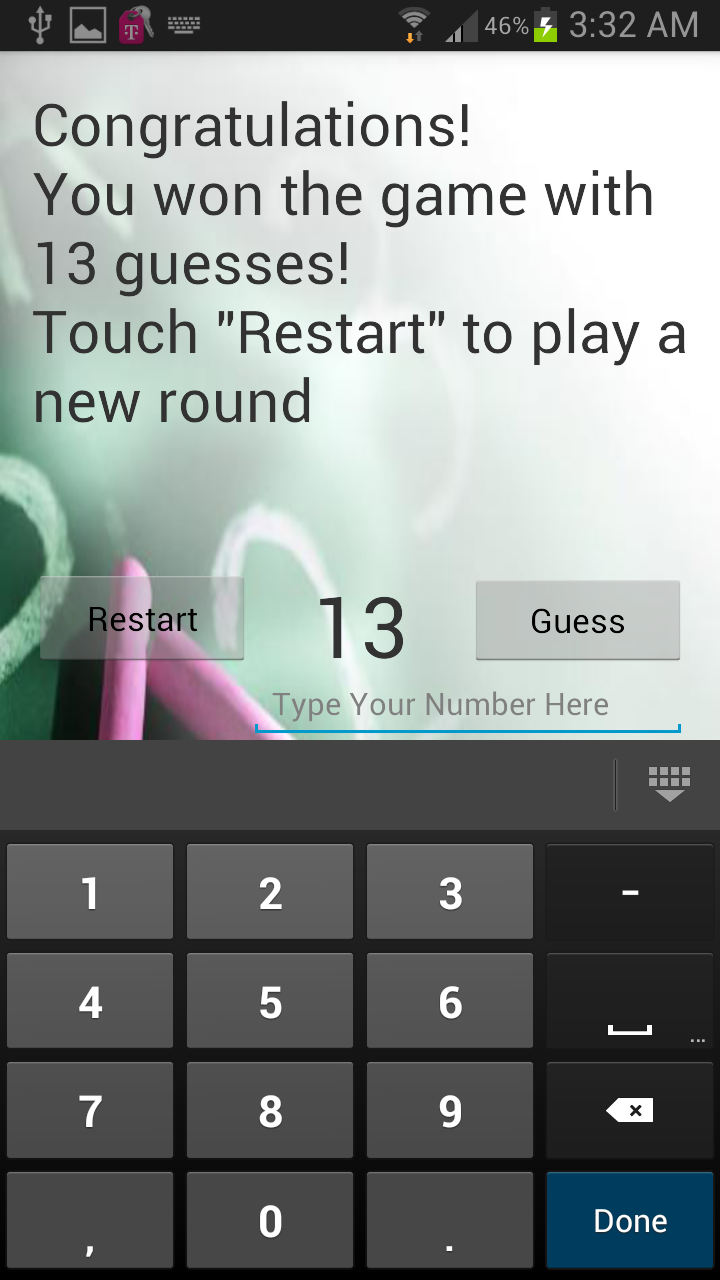 T
46% 3:32 AM
Congratulations!
You won the game with
13 guesses!
Touch "Restart" to play a
new round
Restart 13 Guess
Type Your Number Here
1 2 3 -
4 5 6 ...
7 8 9
, 0 . Done